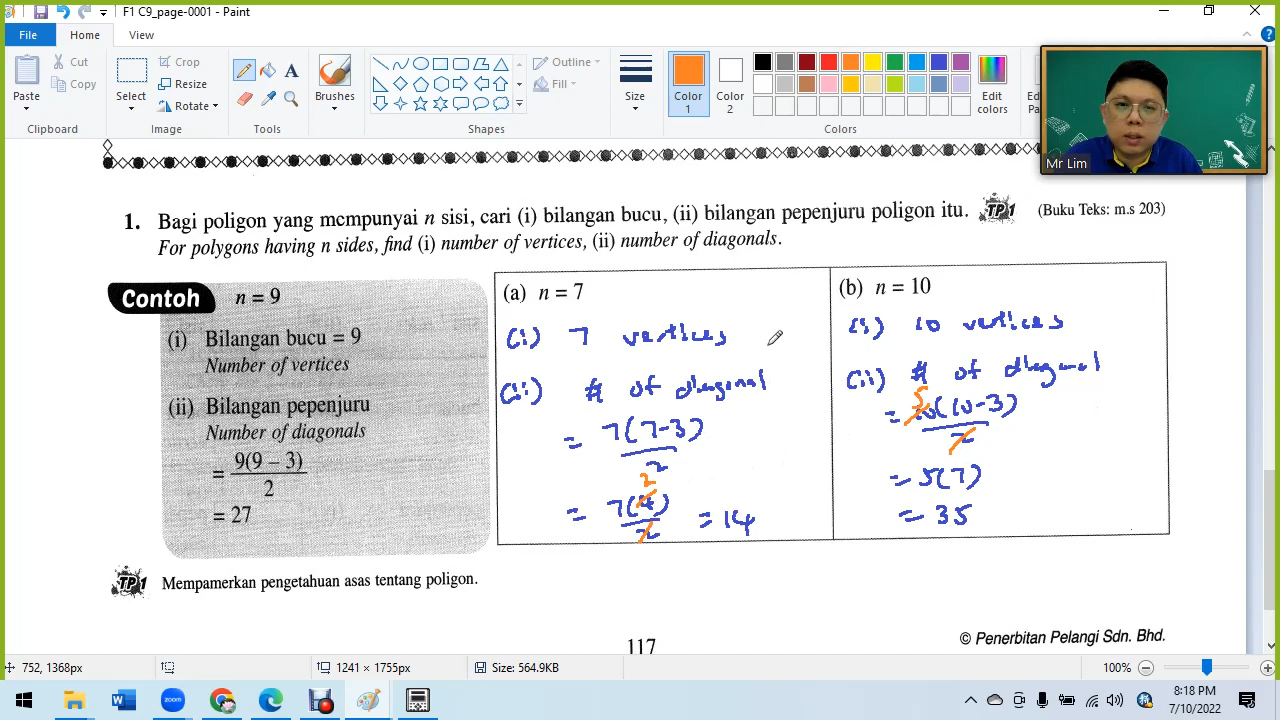 F1 C9_page-0001 - Paint
File Home View
Paste Cut Copy
Clipboard
Select Crop Resize Rotate
Image
Tools
Brushes
Outline Fill
Shapes
Size
Color 1
Color 2
Edit colors
Colors
Mr Lim
1. Bagi poligon yang mempunyai n sisi, cari (i) bilangan bucu, (ii) bilangan pepenjuru poligon itu. TP1 (Buku Teks: m.s 203)
For polygons having n sides, find (i) number of vertices, (ii) number of diagonals.
Contoh n = 9
(i) Bilangan bucu = 9
Number of vertices
(ii) Bilangan pepenjuru
Number of diagonals
= 9(9 – 3)
2
= 27
(a) n = 7
(i) 7 vertices
(ii) # of diagonal
= 7(7-3)
2
2
= 7(4)
2
= 14
(b) n = 10
(i) 10 vertices
(ii) # of diagonal
5
= 10(10-3)
2
= 5(7)
= 35
TP1 Mempamerkan pengetahuan asas tentang poligon.
117
© Penerbitan Pelangi Sdn. Bhd.
752, 1368px
1241 × 1755px
Size: 564.9KB
100%
zoom
8:18 PM
7/10/2022